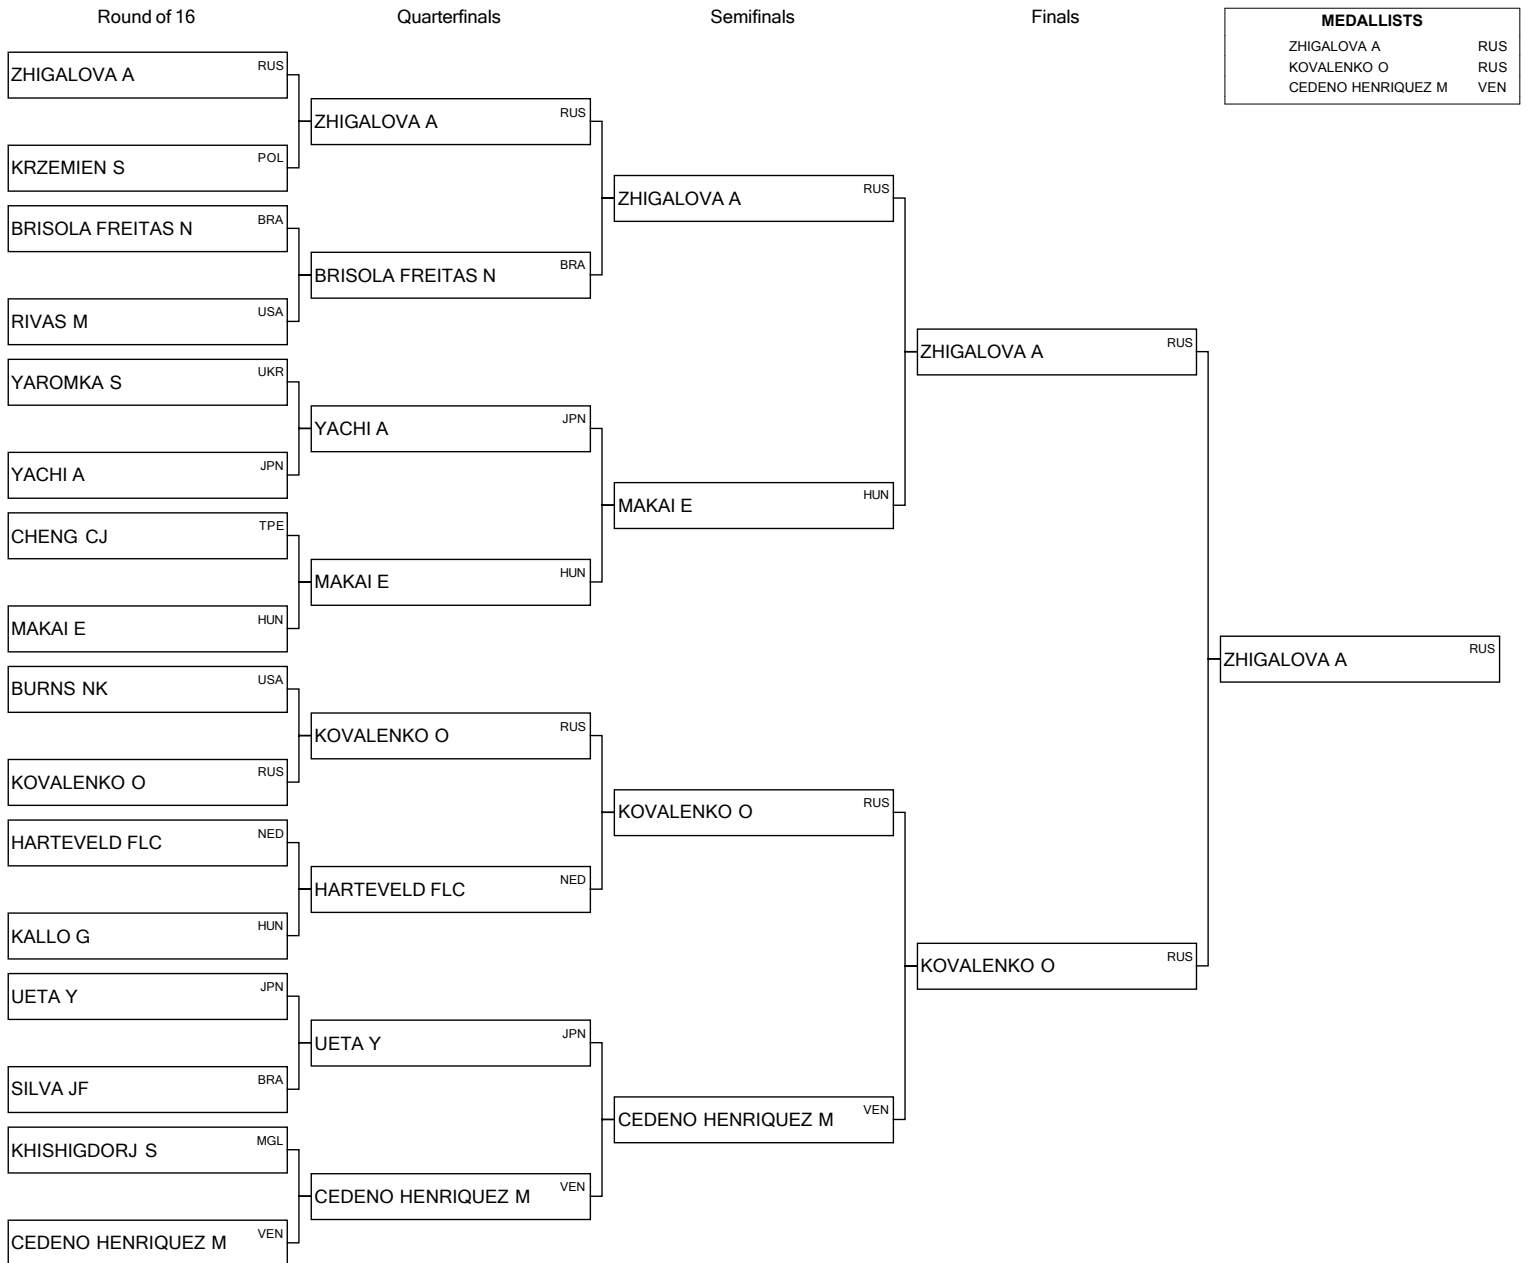 Round of 16 Quarterfinals Semifinals Finals
MEDALLISTS
ZHIGALOVA A RUS
KOVALENKO O RUS
CEDENO HENRIQUEZ M VEN
ZHIGALOVA A RUS
KRZEMIEN S POL
BRISOLA FREITAS N BRA
RIVAS M USA
YAROMKA S UKR
YACHI A JPN
CHENG CJ TPE
MAKAI E HUN
BURNS NK USA
KOVALENKO O RUS
HARTEVELD FLC NED
KALLO G HUN
UETA Y JPN
SILVA JF BRA
KHISHIGDORJ S MGL
CEDENO HENRIQUEZ M VEN
ZHIGALOVA A RUS
BRISOLA FREITAS N BRA
YACHI A JPN
MAKAI E HUN
KOVALENKO O RUS
HARTEVELD FLC NED
UETA Y JPN
CEDENO HENRIQUEZ M VEN
ZHIGALOVA A RUS
MAKAI E HUN
KOVALENKO O RUS
CEDENO HENRIQUEZ M VEN
ZHIGALOVA A RUS
KOVALENKO O RUS
ZHIGALOVA A RUS